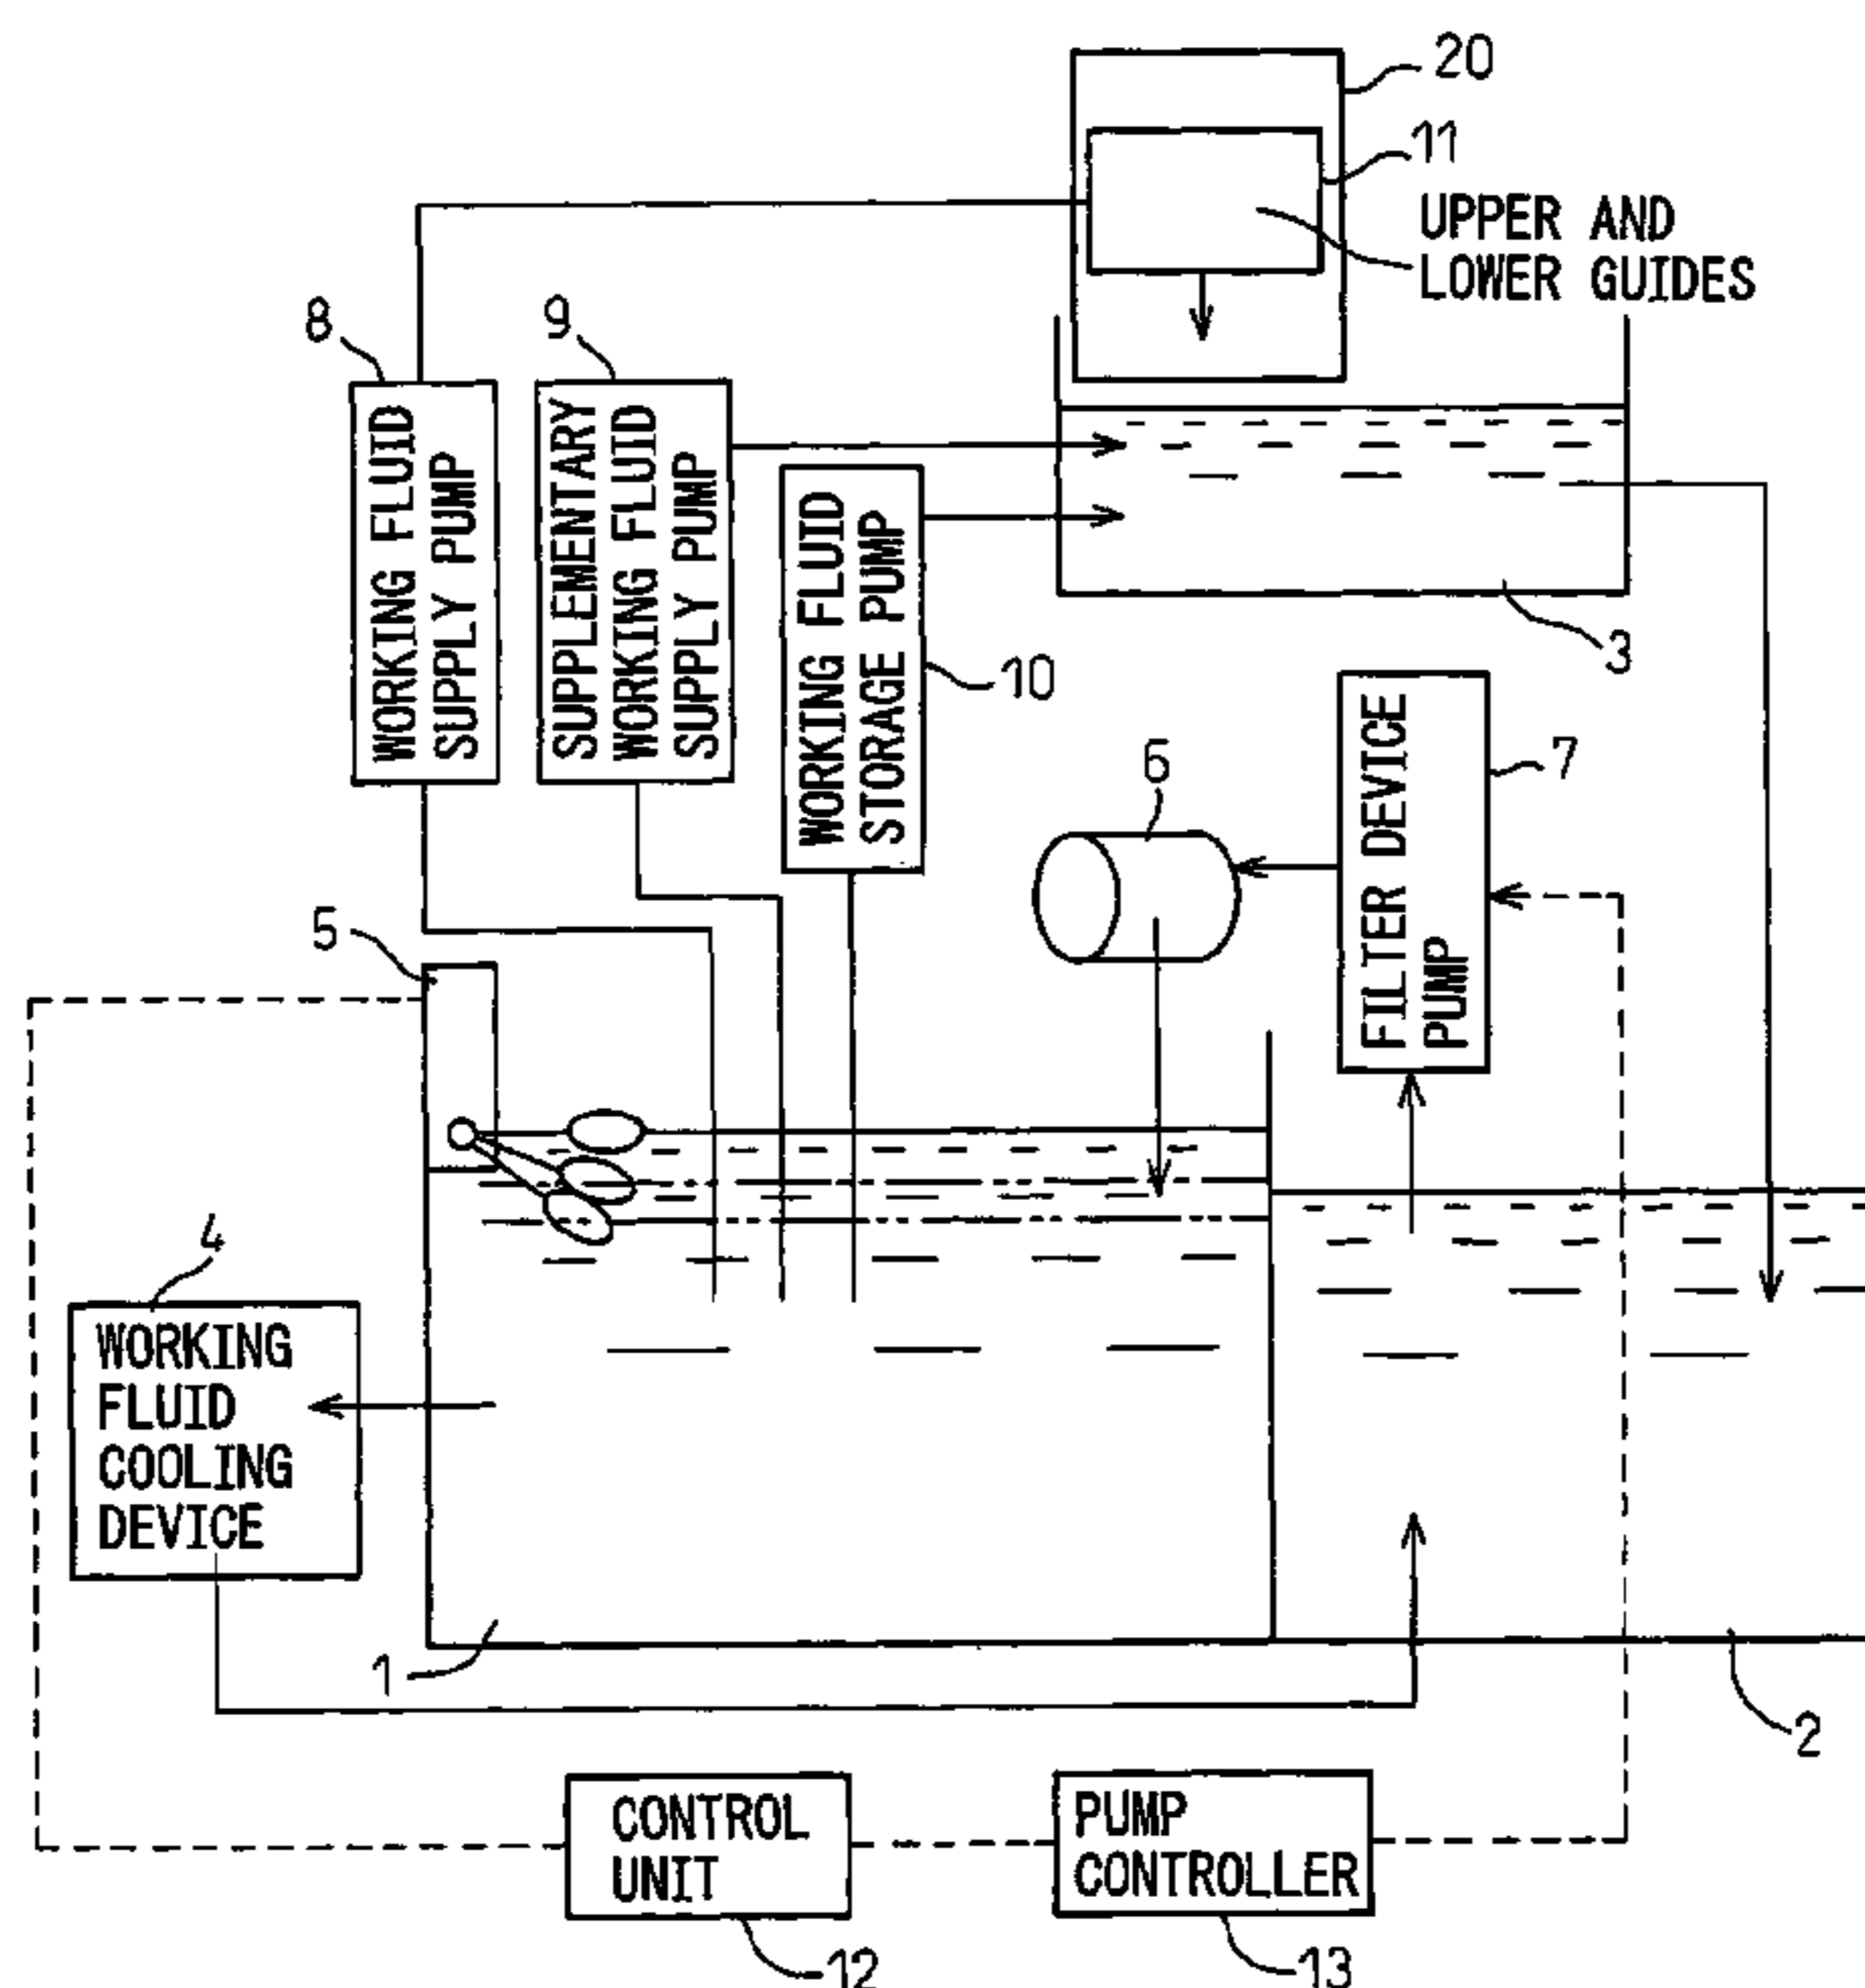 20
11
UPPER AND
LOWER GUIDES
8
9
WORKING FLUID
SUPPLY PUMP
SUPPLEMENTARY
WORKING FLUID
SUPPLY PUMP
WORKING FLUID
STORAGE PUMP
10
3
6
7
FILTER DEVICE
PUMP
5
4
WORKING
FLUID
COOLING
DEVICE
1
2
CONTROL
UNIT
PUMP
CONTROLLER
12
13